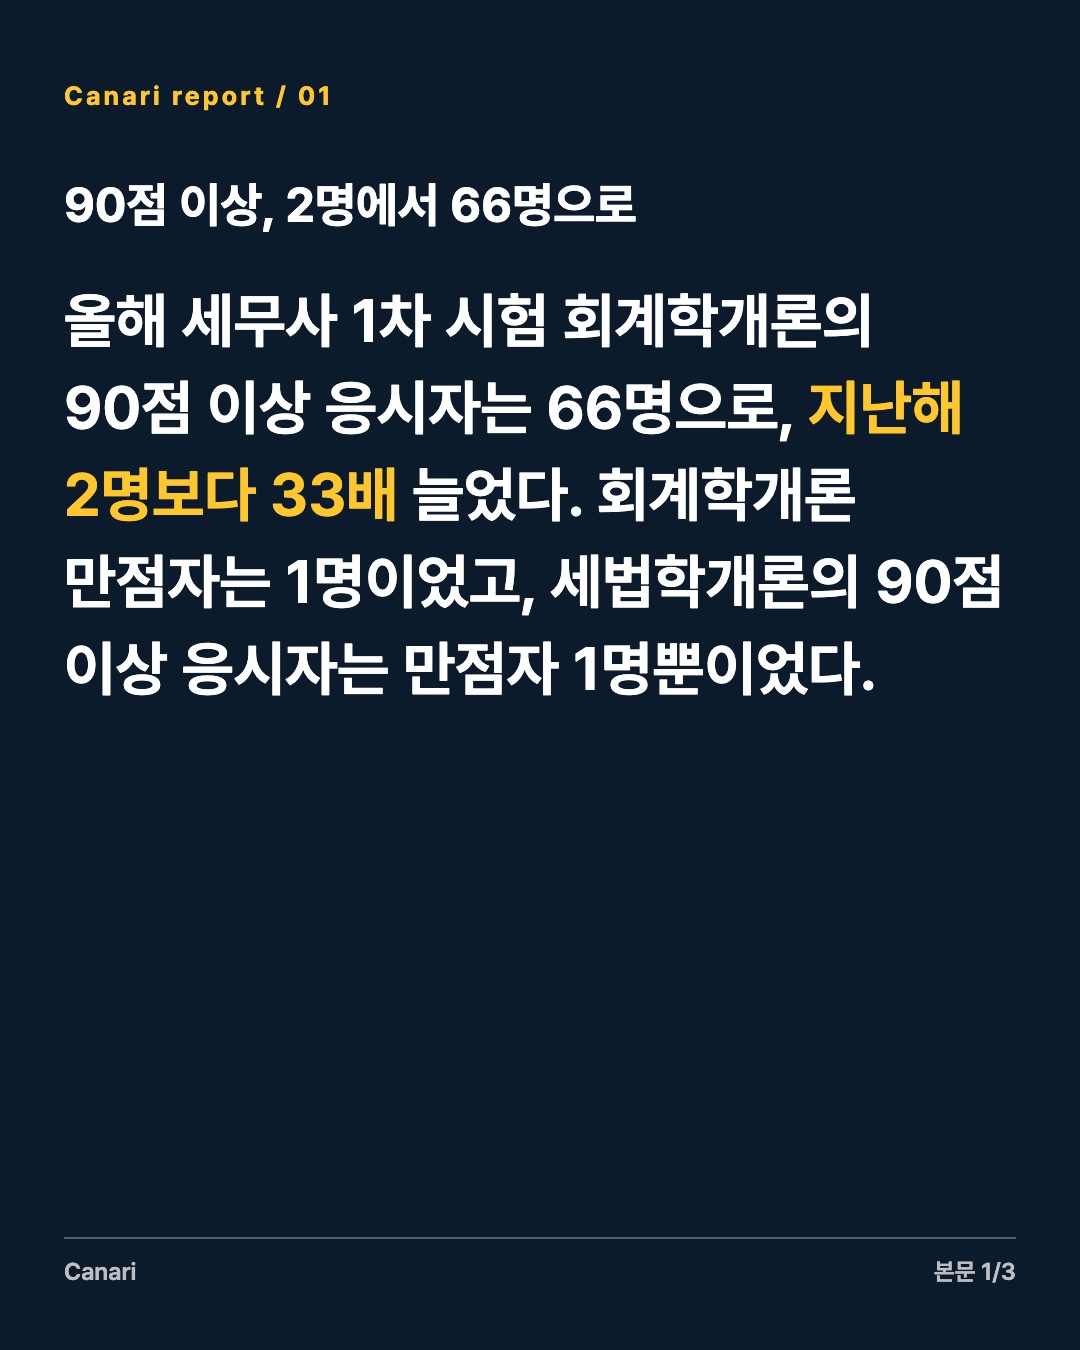 Canari report / 01
90점 이상, 2명에서 66명으로
올해 세무사 1차 시험 회계학개론의
90점 이상 응시자는 66명으로, 지난해
2명보다 33배 늘었다. 회계학개론
만점자는 1명이었고, 세법학개론의 90점
이상 응시자는 만점자 1명뿐이었다.
Canari
본문 1/3